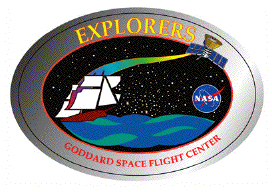 EXPLORERS
NASA
GODDARD SPACE FLIGHT CENTER